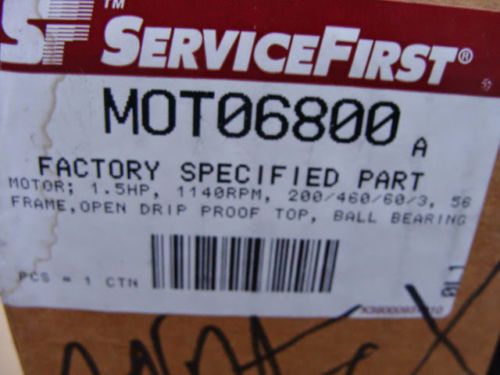 SF™ SERVICEFIRST®
MOT06800 A
FACTORY SPECIFIED PART
MOTOR; 1.5HP, 1140RPM, 200/460/60/3, 56
FRAME,OPEN DRIP PROOF TOP, BALL BEARING
PCS = 1 CTN